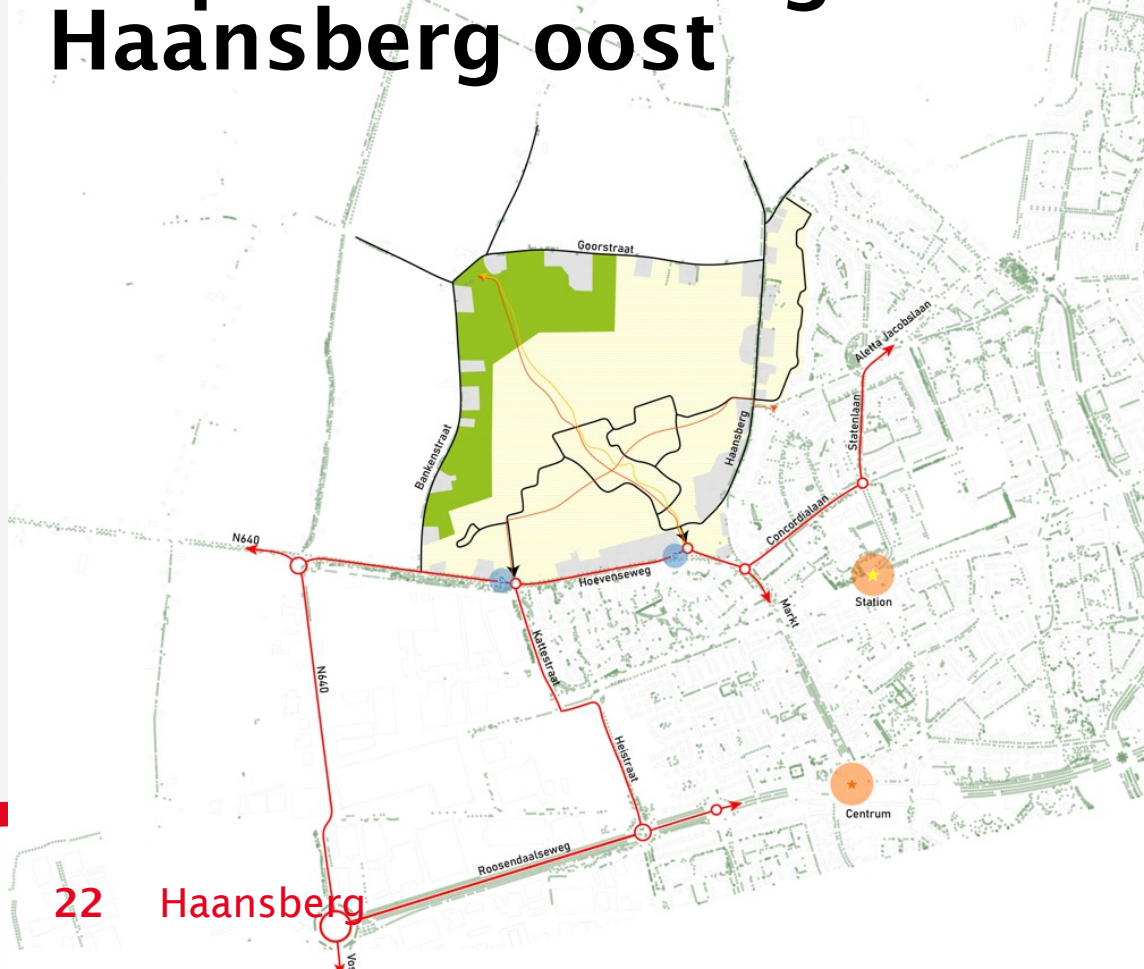 Haansberg oost
Goorstraat
Aletta Jacobslaan
Statenlaan
Haansberg
Bankenstraat
Concordialaan
N640
Hoevenseweg
Station
Markt
Kattestraat
N640
Heistraat
Centrum
Roosendaalseweg
22 Haansberg